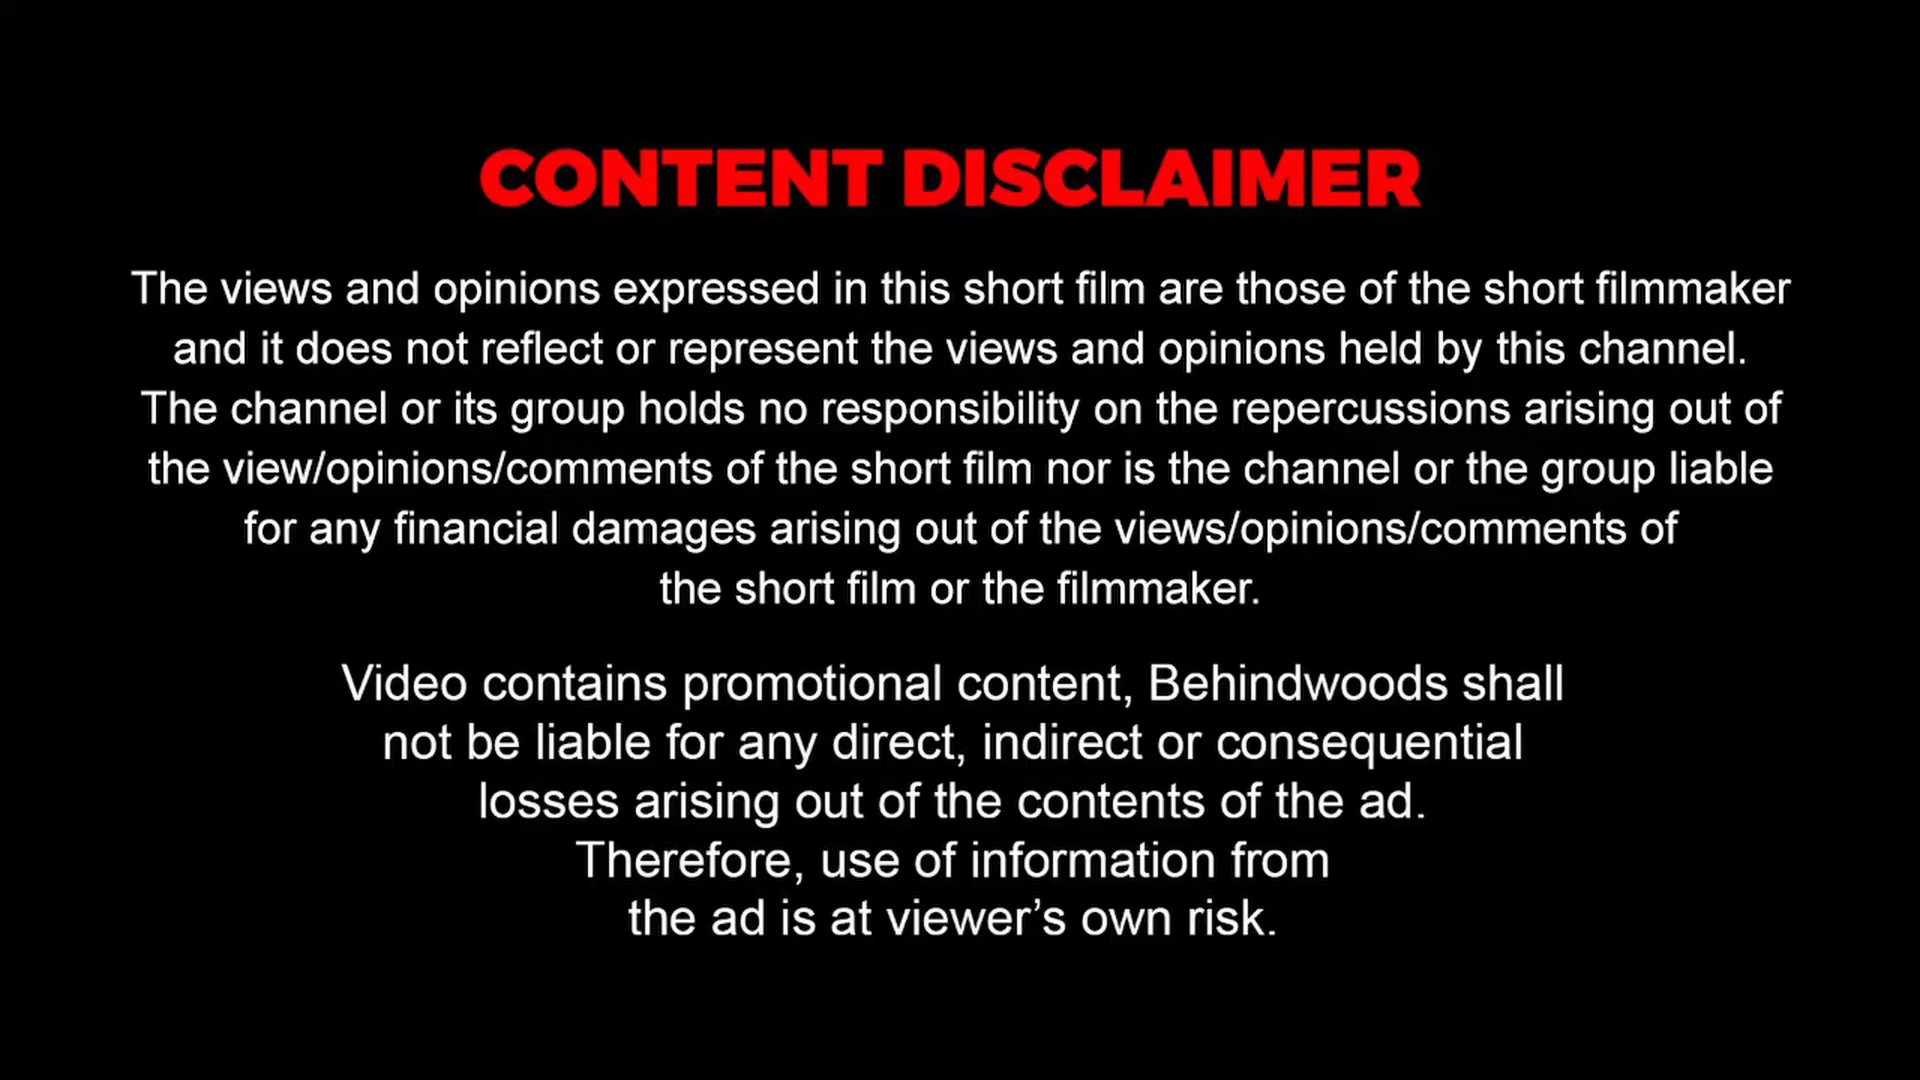 CONTENT DISCLAIMER
The views and opinions expressed in this short film are those of the short filmmaker
and it does not reflect or represent the views and opinions held by this channel.
The channel or its group holds no responsibility on the repercussions arising out of
the view/opinions/comments of the short film nor is the channel or the group liable
for any financial damages arising out of the views/opinions/comments of
the short film or the filmmaker.
Video contains promotional content, Behindwoods shall
not be liable for any direct, indirect or consequential
losses arising out of the contents of the ad.
Therefore, use of information from
the ad is at viewer’s own risk.